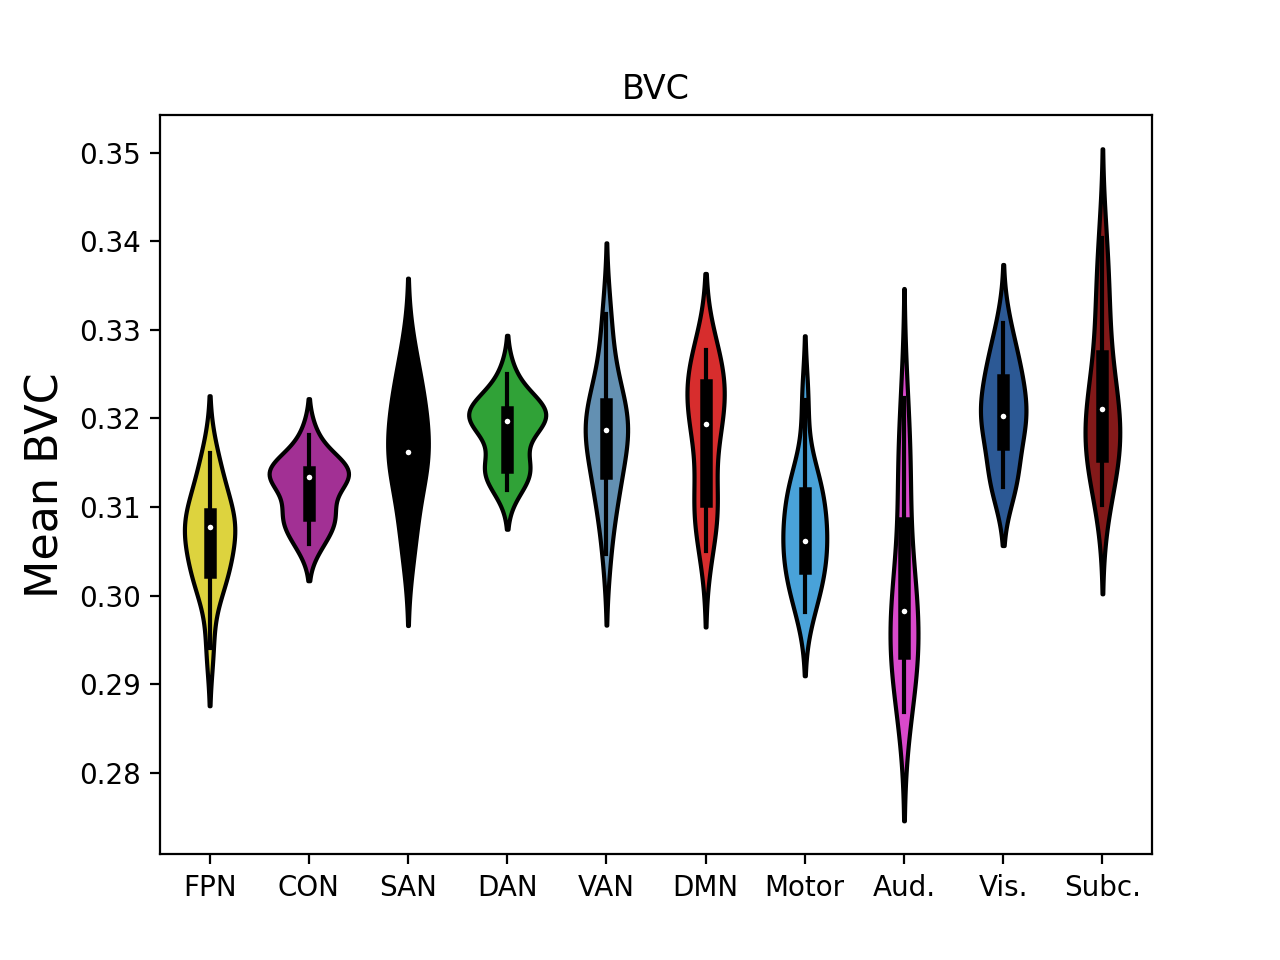 BVC
Mean BVC
0.35
0.34
0.33
0.32
0.31
0.30
0.29
0.28
FPN CON SAN DAN VAN DMN Motor Aud. Vis. Subc.